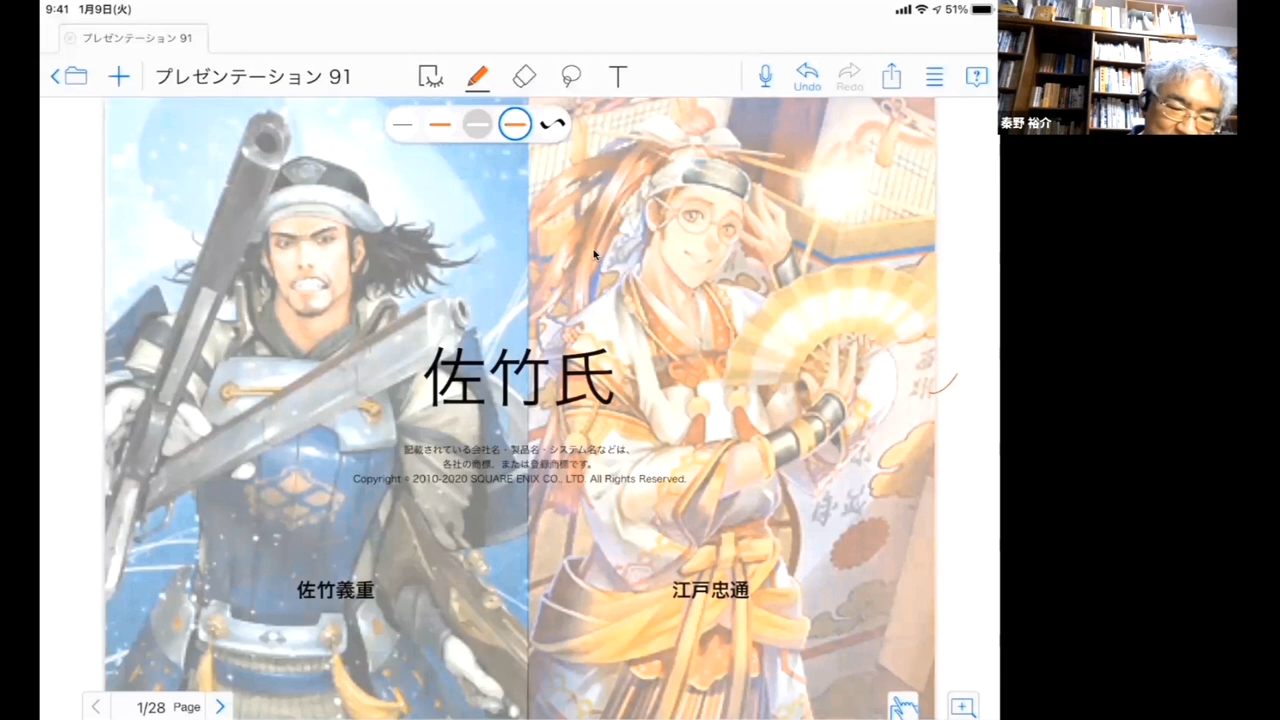 9:41 1月9日(火)
51%
プレゼンテーション 91
プレゼンテーション 91
T
Undo
Redo
秦野 裕介
佐竹氏
記載されている会社名・製品名・システム名などは、
各社の商標、または登録商標です。
Copyright © 2010-2020 SQUARE ENIX CO., LTD. All Rights Reserved.
佐竹義重
江戸忠通
1/28 Page